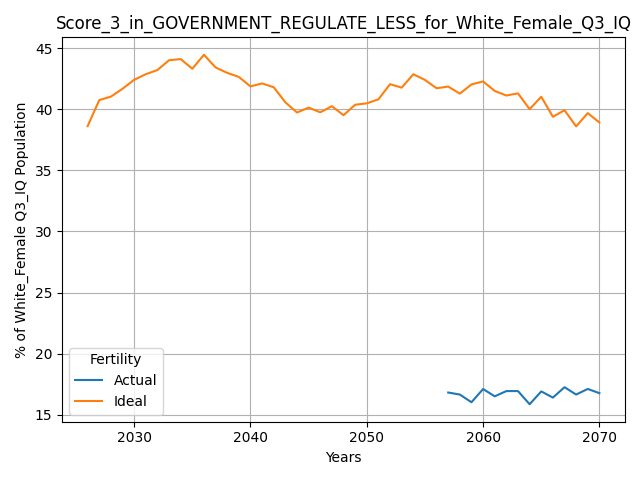 Score_3_in_GOVERNMENT_REGULATE_LESS_for_White_Female_Q3_IQ
% of White_Female Q3_IQ Population
45
40
35
30
25
20
15
Fertility
Actual
Ideal
2030 2040 2050 2060 2070
Years